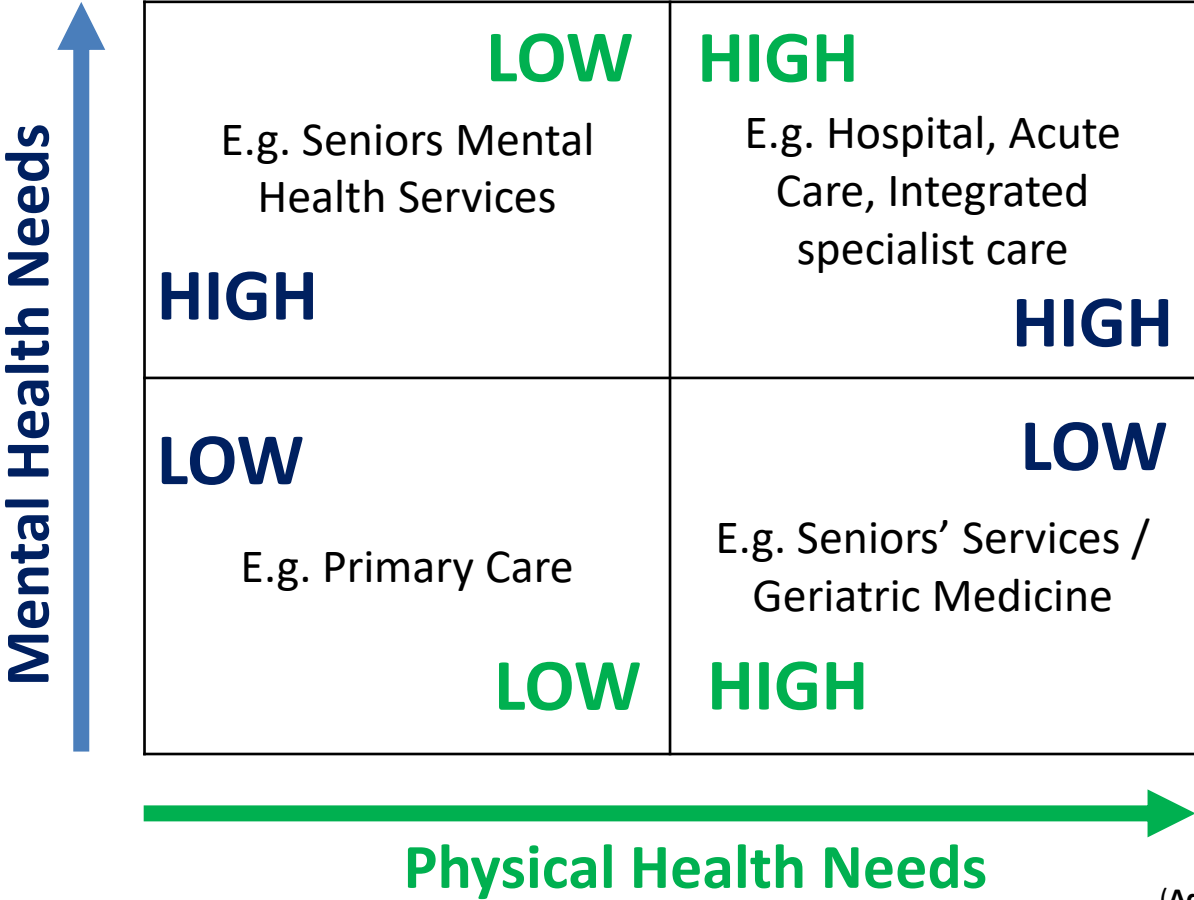 Mental Health Needs
LOW
E.g. Seniors Mental
Health Services
HIGH
HIGH
E.g. Hospital, Acute
Care, Integrated
specialist care
HIGH
LOW
E.g. Primary Care
LOW
LOW
E.g. Seniors’ Services /
Geriatric Medicine
HIGH
Physical Health Needs